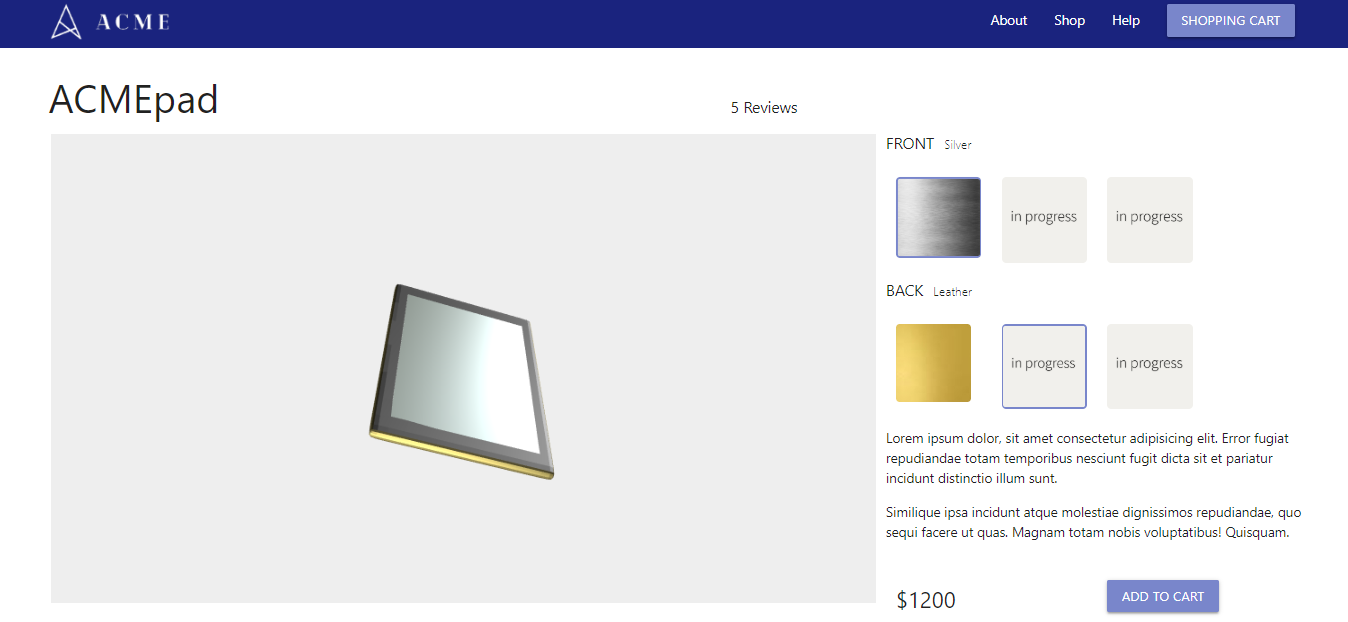 ACME
About Shop Help SHOPPING CART
ACMEpad
5 Reviews
FRONT Silver
in progress in progress
BACK Leather
in progress in progress
Lorem ipsum dolor, sit amet consectetur adipisicing elit. Error fugiat
repudiandae totam temporibus nesciunt fugit dicta sit et pariatur
incidunt distinctio illum sunt.
Similique ipsa incidunt atque molestiae dignissimos repudiandae, quo
sequi facere ut quas. Magnam totam nobis voluptatibus! Quisquam.
$1200 ADD TO CART